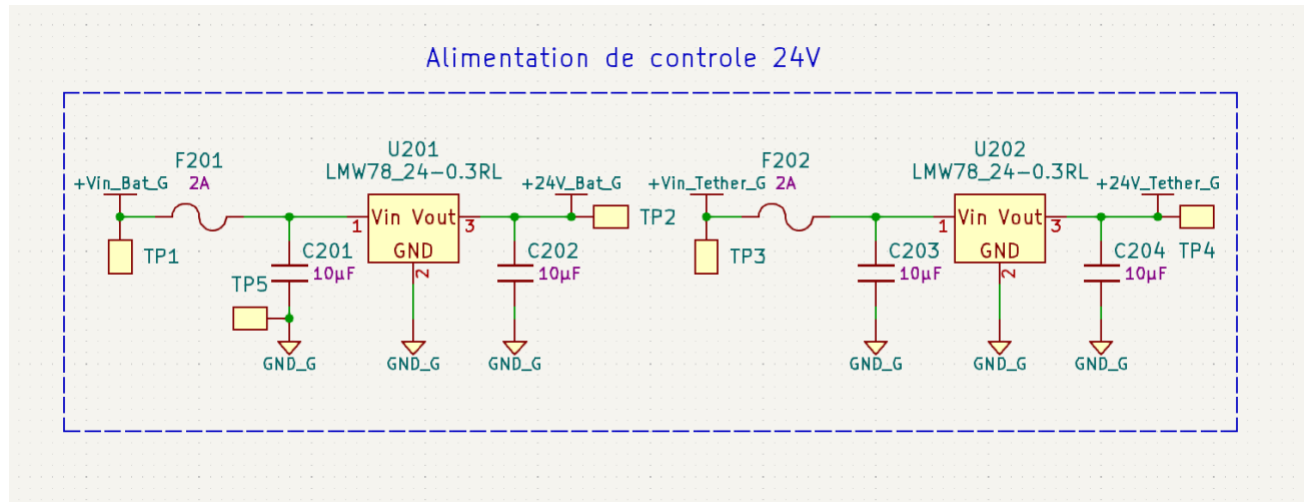 Alimentation de controle 24V
+Vin_Bat_G
F201
2A
U201
LMW78_24-0.3RL
+24V_Bat_G
TP1
1
Vin Vout
GND
3
2
TP2
C201
10µF
TP5
C202
10µF
GND_G
GND_G
GND_G
+Vin_Tether_G
F202
2A
U202
LMW78_24-0.3RL
+24V_Tether_G
TP3
1
Vin Vout
GND
3
2
TP4
C203
10µF
C204
10µF
GND_G
GND_G
GND_G